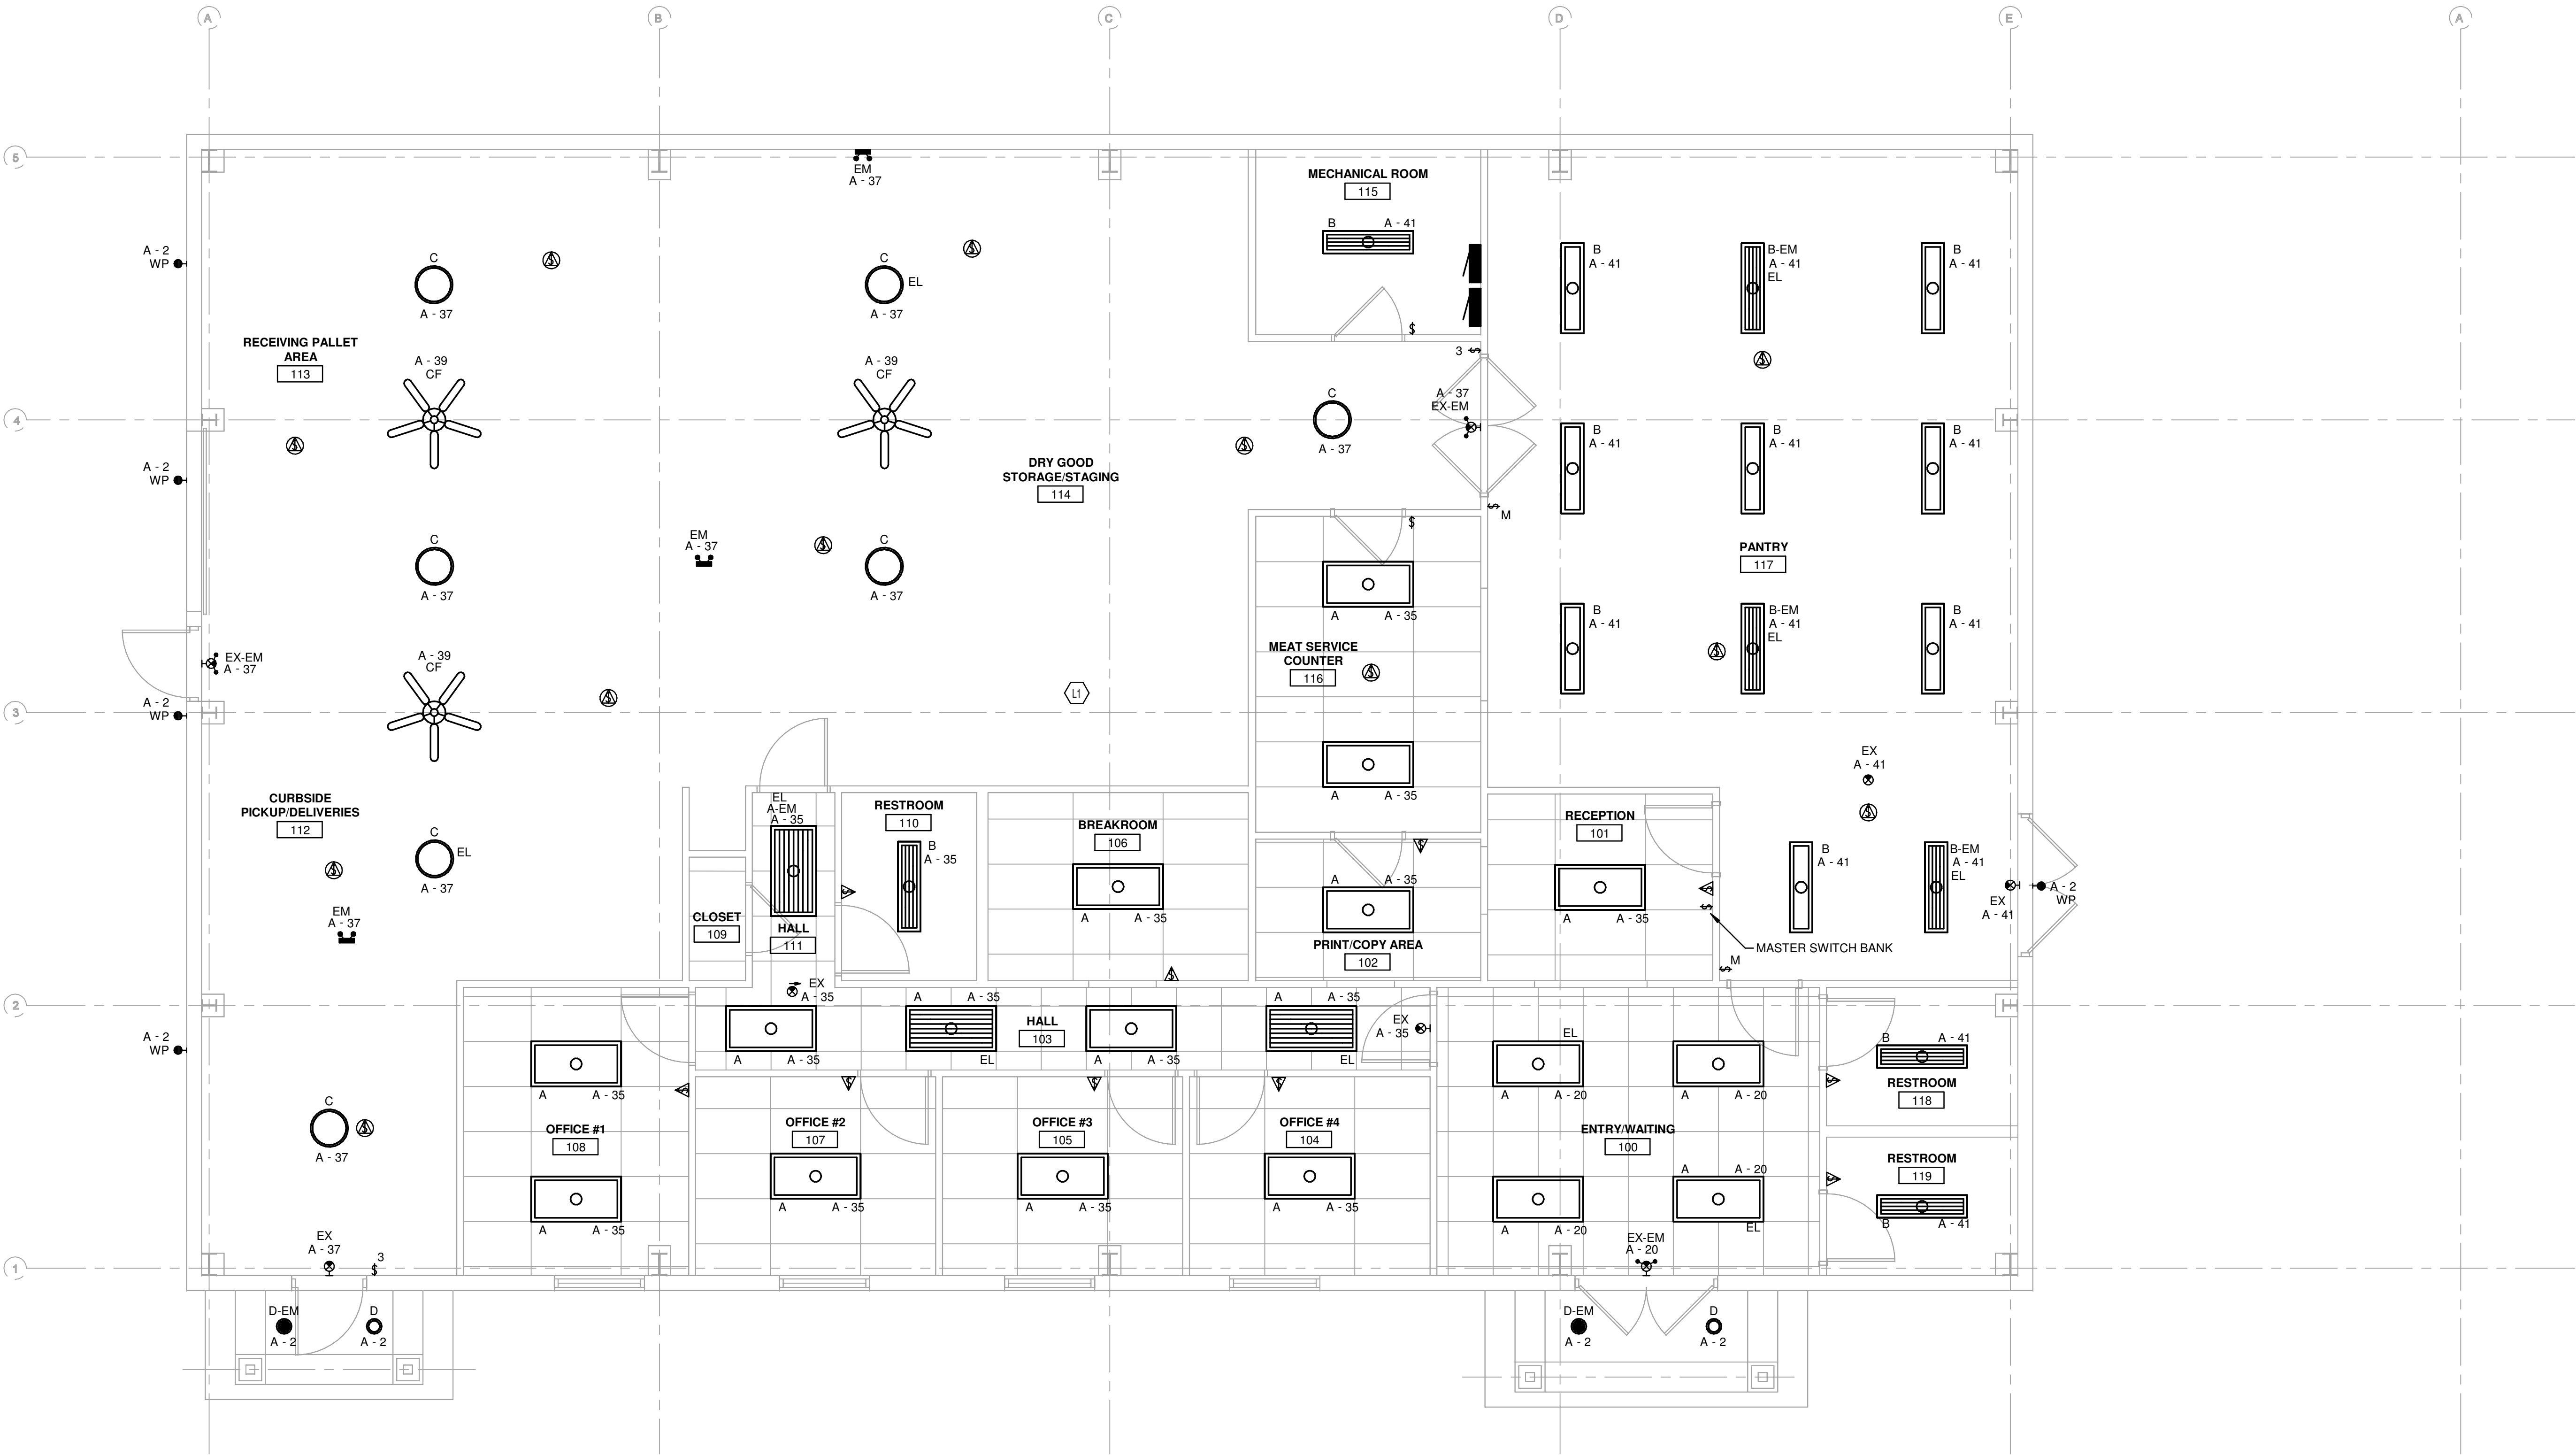 A
B
C
D
E
A
5
EM
A - 37
MECHANICAL ROOM
115
B
A - 41
A - 2
WP
C
A - 37
C
EL
A - 37
B
A - 41
B-EM
A - 41
EL
B
A - 41
RECEIVING PALLET
AREA
113
A - 39
CF
A - 39
CF
$
3 $
4
C
A - 37
A - 37
EX-EM
B
A - 41
B
A - 41
B
A - 41
A - 2
WP
DRY GOOD
STORAGE/STAGING
114
$
M
$
EM
A - 37
C
A - 37
C
A - 37
PANTRY
117
A
A - 35
B
A - 41
B-EM
A - 41
EL
B
A - 41
EX-EM
A - 37
A - 39
CF
MEAT SERVICE
COUNTER
116
L1
3
A - 2
WP
EX
A - 41
A
A - 35
CURBSIDE
PICKUP/DELIVERIES
112
C
EL
A - 37
EL
A-EM
A - 35
RESTROOM
110
B
A - 35
BREAKROOM
106
A
A - 35
A
A - 35
RECEPTION
101
A
A - 35
B
A - 41
B-EM
A - 41
EL
EX
A - 41
A - 2
WP
EM
A - 37
CLOSET
109
HALL
111
PRINT/COPY AREA
102
$
MASTER SWITCH BANK
$
M
2
EX
A - 35
A
A - 35
A
A - 35
EL
HALL
103
A
A - 35
A
A - 35
EL
EX
A - 35
A - 2
WP
EL
A
A - 20
A
A - 20
B
A - 41
RESTROOM
118
A
A - 35
OFFICE #1
108
OFFICE #2
107
OFFICE #3
105
OFFICE #4
104
ENTRY/WAITING
100
C
A - 37
A
A - 35
A
A - 35
A
A - 35
A
A - 35
A
A - 20
A
A - 20
EL
RESTROOM
119
B
A - 41
EX
A - 37
3
$
EX-EM
A - 20
1
D-EM
A - 2
D
A - 2
D-EM
A - 2
D
A - 2